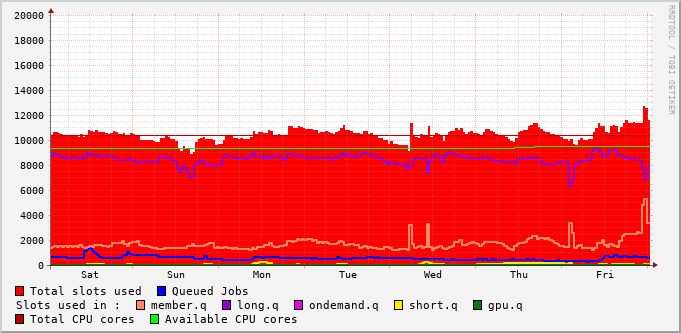 20000
18000
16000
14000
12000
10000
8000
6000
4000
2000
0
Sat Sun Mon Tue Wed Thu Fri
RRDTOOL / TOBI OETIKER
Total slots used Queued Jobs
Slots used in : member.q long.q ondemand.q short.q gpu.q
Total CPU cores Available CPU cores